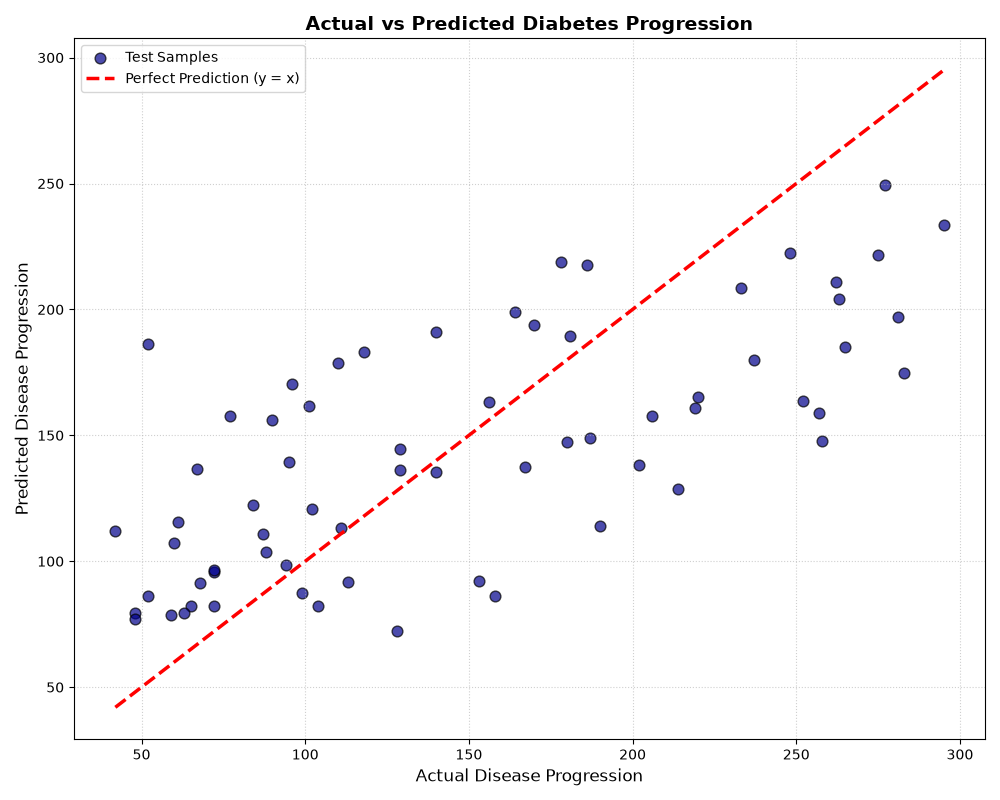 Actual vs Predicted Diabetes Progression
Test Samples
Perfect Prediction (y = x)
Predicted Disease Progression
300
250
200
150
100
50
50 100 150 200 250 300
Actual Disease Progression